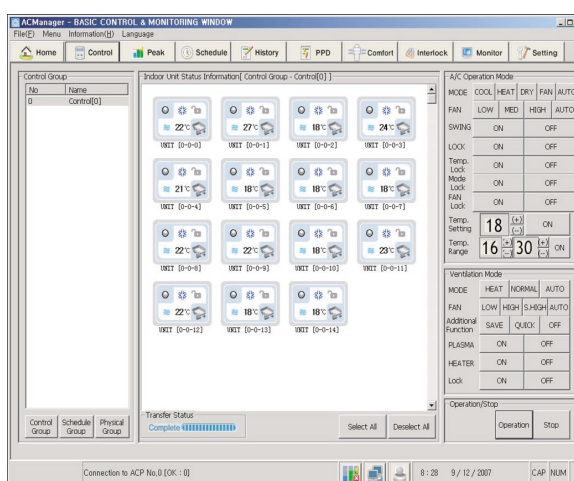 ACManager - BASIC CONTROL & MONITORING WINDOW
File(F) Menu Information(H) Language
Home Control Peak Schedule History PPD Comfort Interlock Monitor Setting
Control Group
No Name
0 Control[0]
Control Group
Schedule Group
Physical Group
Indoor Unit Status Information[ Control Group - Control[0] ]
22℃ 27℃ 18℃ 24℃
UNIT [0-0-0] UNIT [0-0-1] UNIT [0-0-2] UNIT [0-0-3]
21℃ 18℃ 18℃ 18℃
UNIT [0-0-4] UNIT [0-0-5] UNIT [0-0-6] UNIT [0-0-7]
22℃ 22℃ 18℃ 23℃
UNIT [0-0-8] UNIT [0-0-9] UNIT [0-0-10] UNIT [0-0-11]
22℃ 18℃ 18℃
UNIT [0-0-12] UNIT [0-0-13] UNIT [0-0-14]
Transfer Status
Complete
Select All Deselect All
A/C Operation Mode
MODE COOL HEAT DRY FAN AUTO
FAN LOW MED HIGH AUTO
SWING ON OFF
LOCK ON OFF
Temp. Lock ON OFF
Mode Lock ON OFF
FAN Lock ON OFF
Temp. Setting 18 (+) (--) ON
Temp. Range 16 (+) (--) 30 (+) (--) ON
Ventilation Mode
MODE HEAT NORMAL AUTO
FAN LOW HIGH S.HIGH AUTO
Additional Function SAVE QUICK OFF
PLASMA ON OFF
HEATER ON OFF
Lock ON OFF
Operation/Stop
Operation Stop
Connection to ACP No,0 [OK : 0] 8 : 28 9 / 12 / 2007 CAP NUM